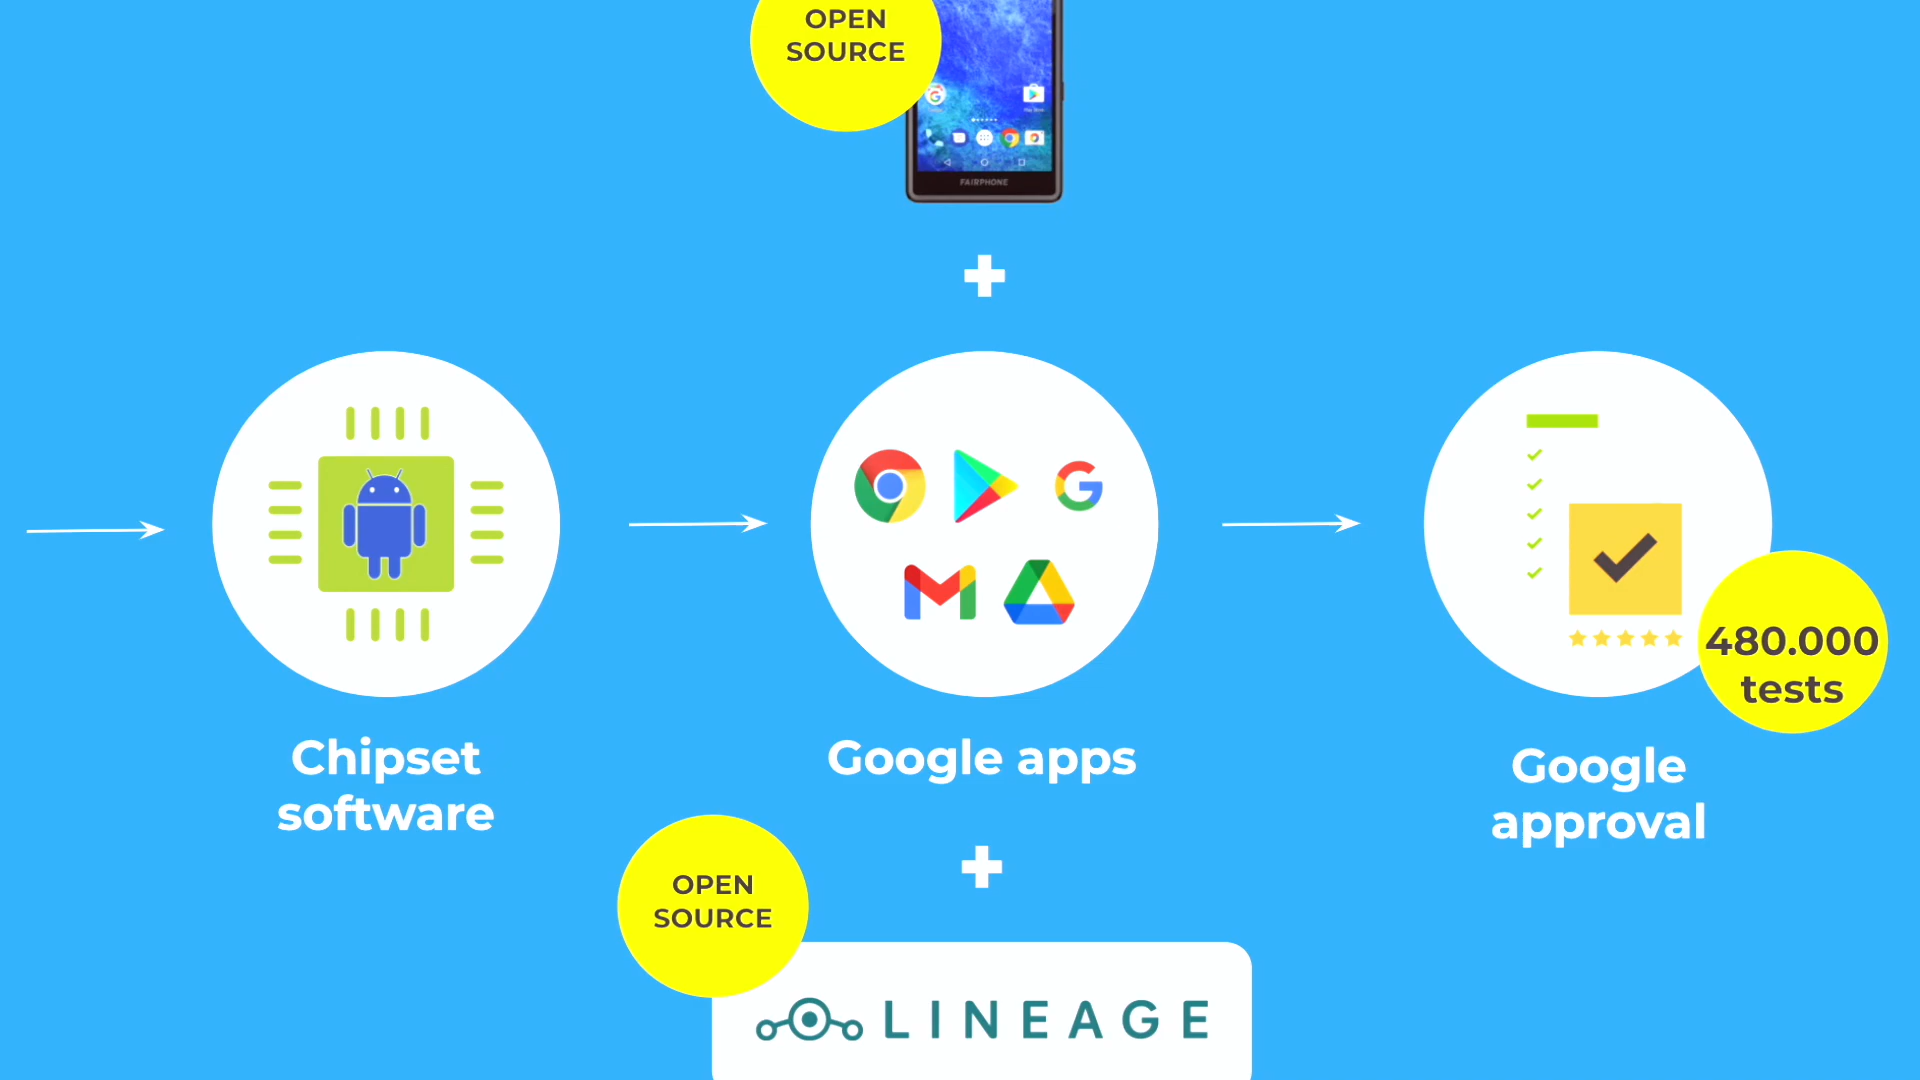 OPEN
SOURCE
FAIRPHONE
480.000
tests
Chipset
software
Google apps
Google
approval
OPEN
SOURCE
LINEAGE